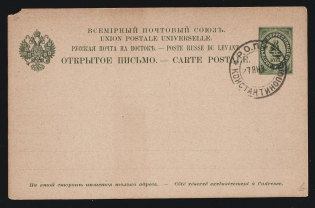 ВСЕМІРНЫЙ ПОЧТОВЫЙ СОЮЗЪ.
UNION POSTALE UNIVERSELLE.
РУССКАЯ ПОЧТА НА ВОСТОКѢ. — POSTE RUSSE DU LEVANT.
ОТКРЫТОЕ ПИСЬМО. — CARTE POSTALE.
КОНСТАНТИНОПОЛЬ
На этой сторонѣ пишется только адресъ. — Côté réservé exclusivement à l'adresse.